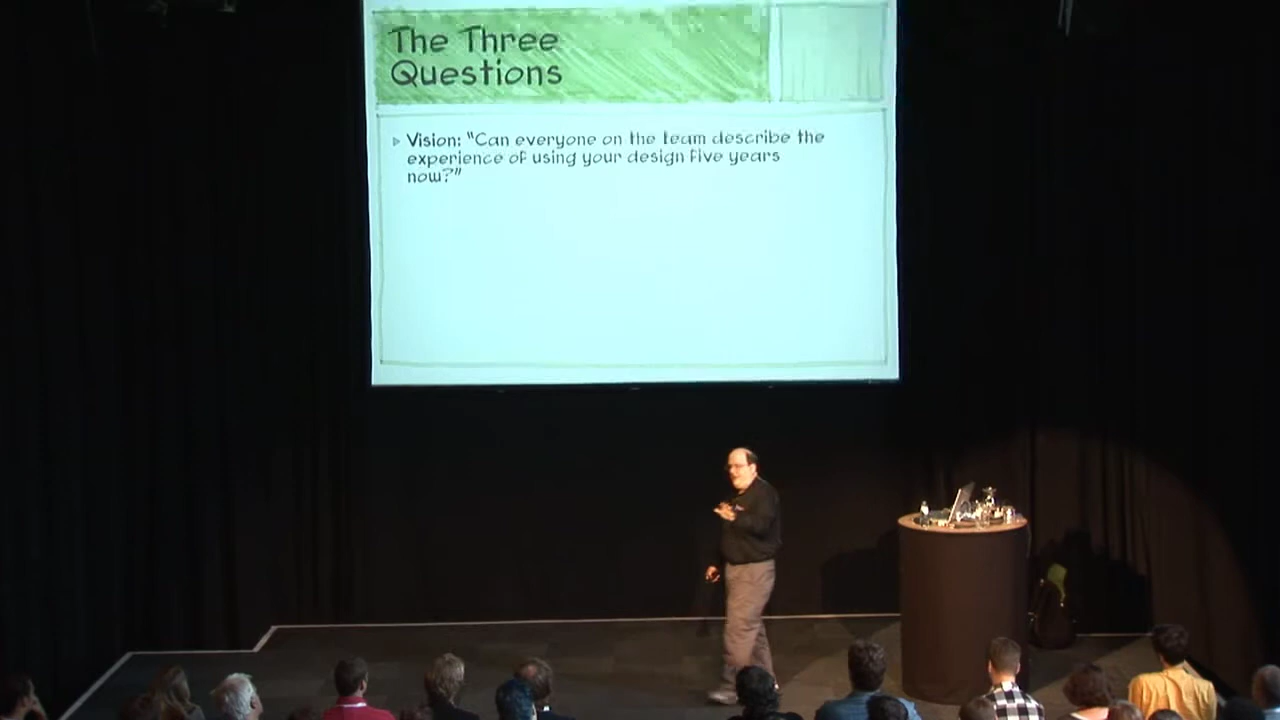 The Three
Questions
Vision: "Can everyone on the team describe the
experience of using your design five years
now?"